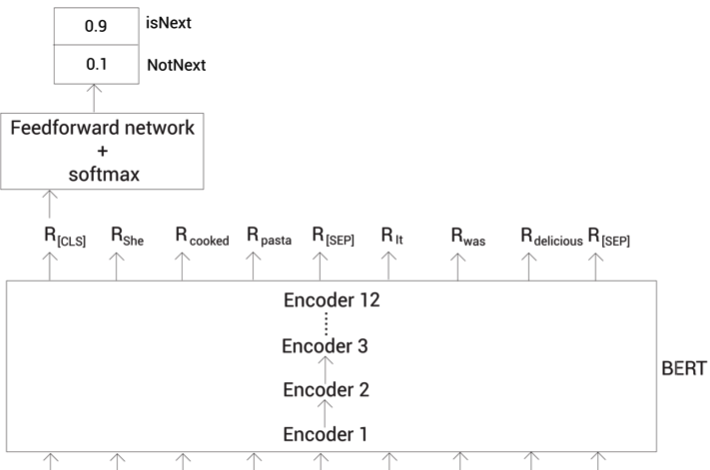 0.9 isNext
0.1 NotNext
Feedforward network
+
softmax
R[CLS] RShe Rcooked Rpasta R[SEP] RIt Rwas Rdelicious R[SEP]
Encoder 12
Encoder 3
BERT
Encoder 2
Encoder 1